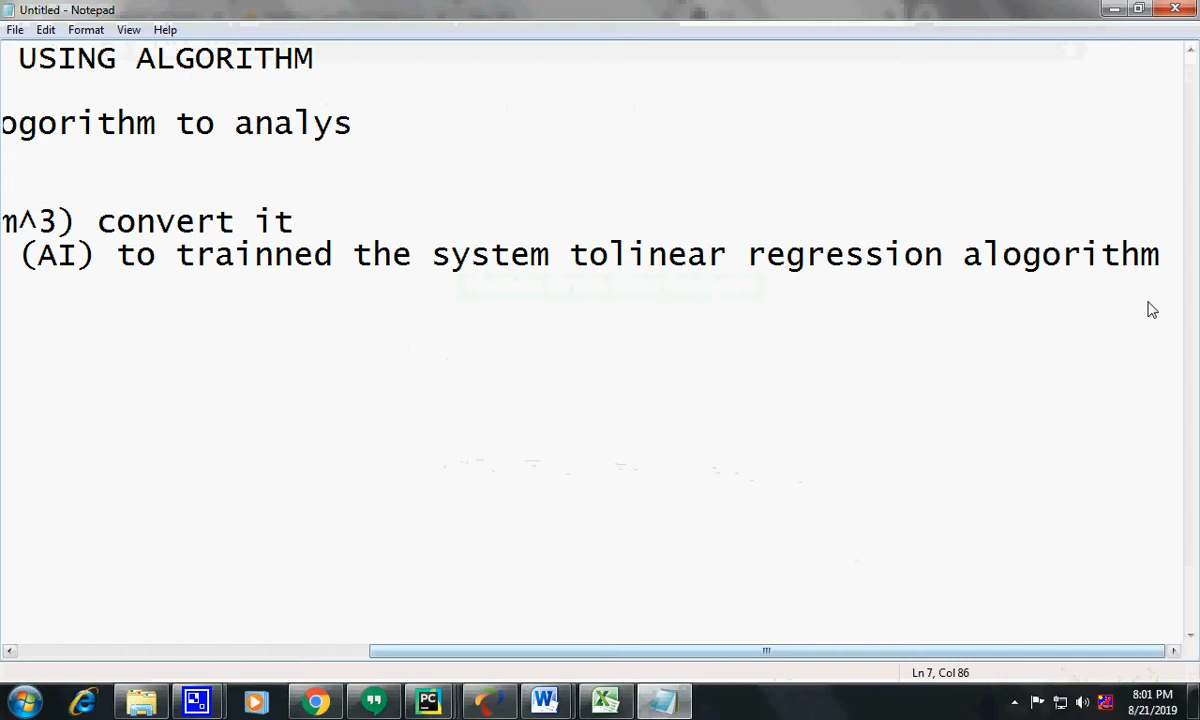 Untitled - Notepad
File Edit Format View Help
USING ALGORITHM
ogorithm to analys
m^3) convert it
(AI) to trainned the system tolinear regression alogorithm
Ln 7, Col 86
PC
W
X
8:01 PM
8/21/2019